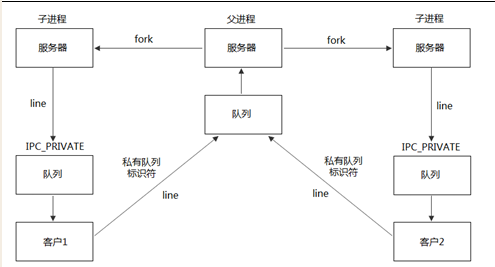 子进程
父进程
子进程
服务器
fork
服务器
fork
服务器
line
队列
line
IPC_PRIVATE
私有队列
标识符
私有队列
标识符
IPC_PRIVATE
队列
line
line
队列
客户1
客户2